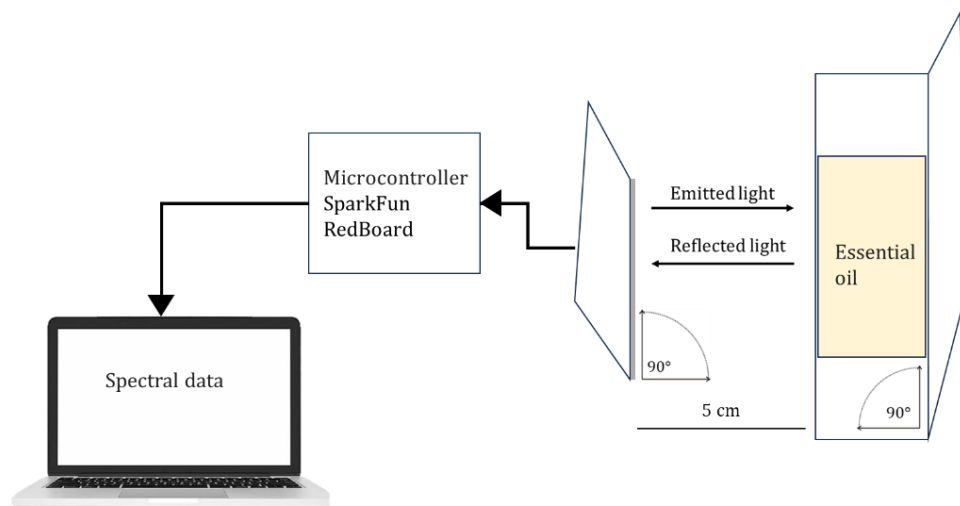 Microcontroller
SparkFun
RedBoard
Emitted light
Reflected light
Essential
oil
Spectral data
90°
5 cm
90°